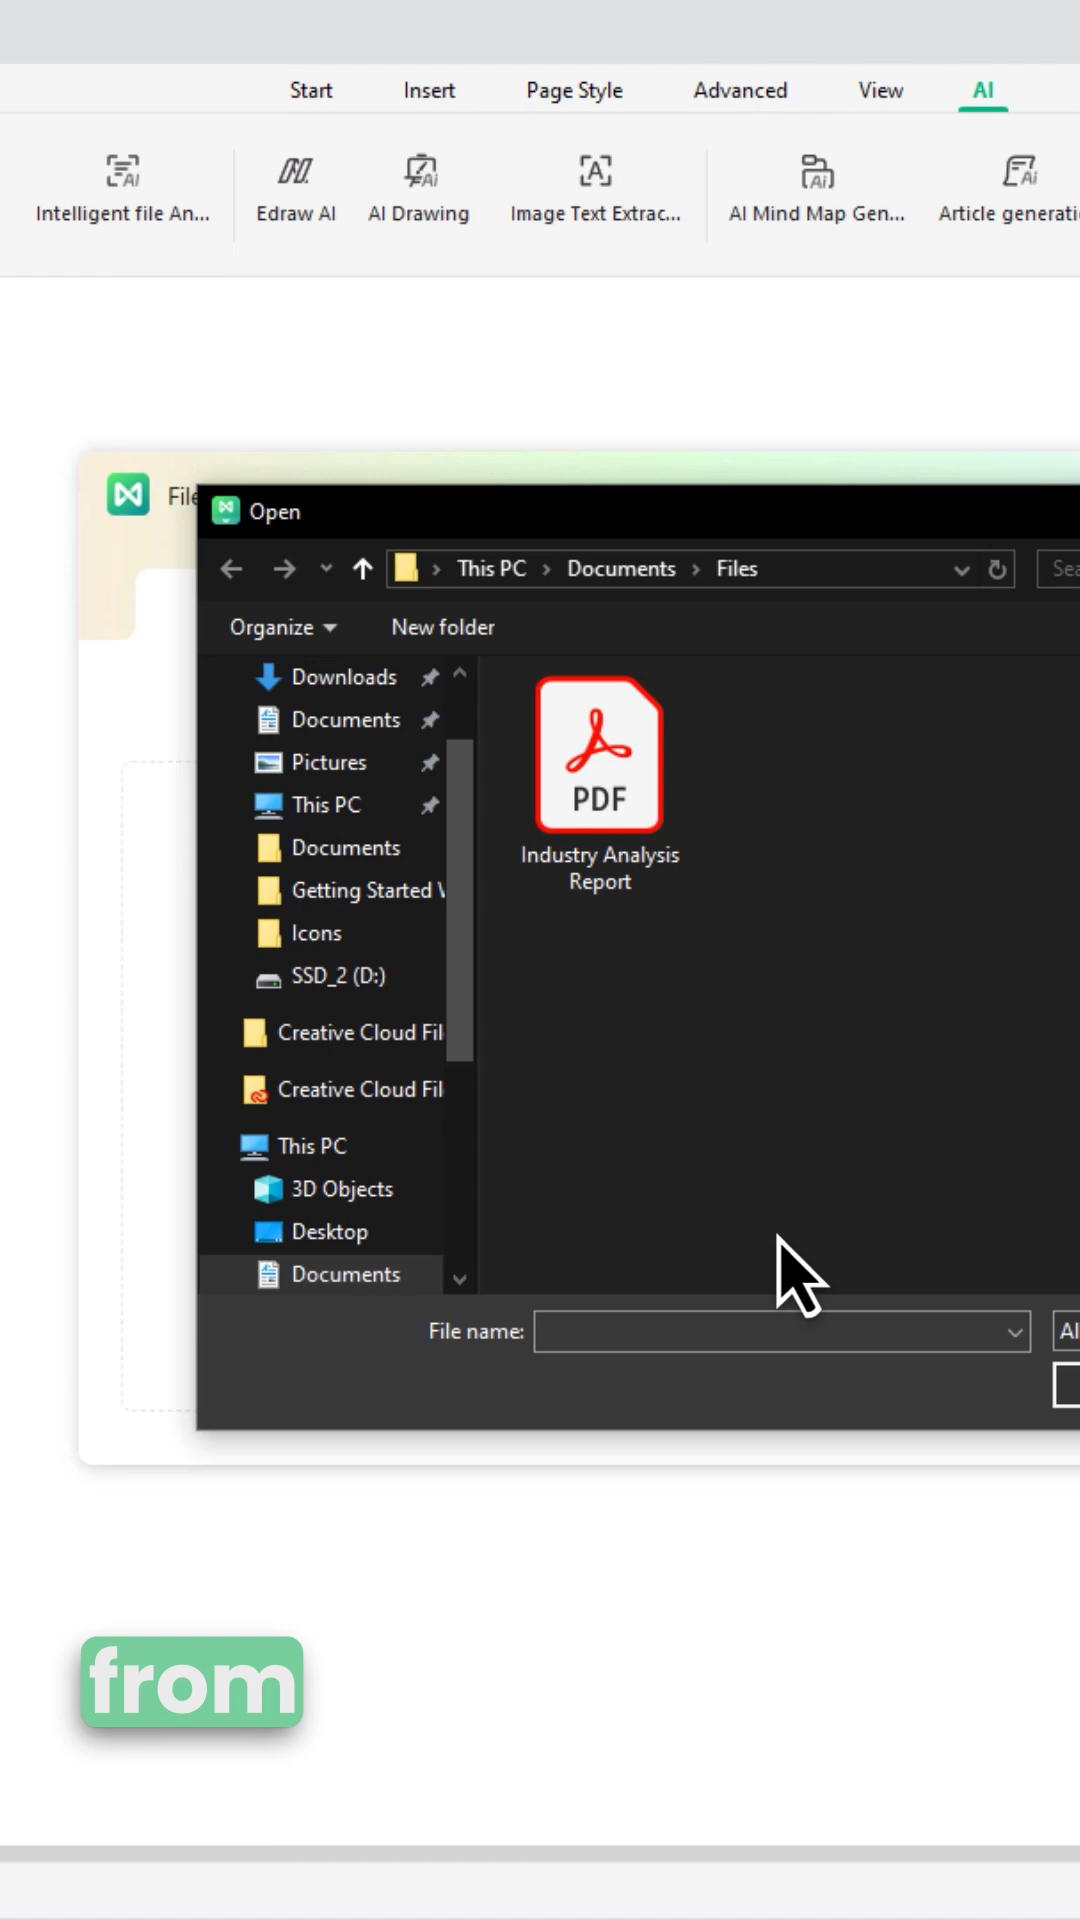 Start Insert Page Style Advanced View AI
Intelligent file An... Edraw AI AI Drawing Image Text Extrac... AI Mind Map Gen... Article generati
File
Open
This PC > Documents > Files
Sea
Organize New folder
Downloads
Documents
Pictures
This PC
Documents
Getting Started
Icons
SSD_2 (D:)
Creative Cloud Fil
Creative Cloud Fil
This PC
3D Objects
Desktop
Documents
PDF
Industry Analysis
Report
File name:
Al
from